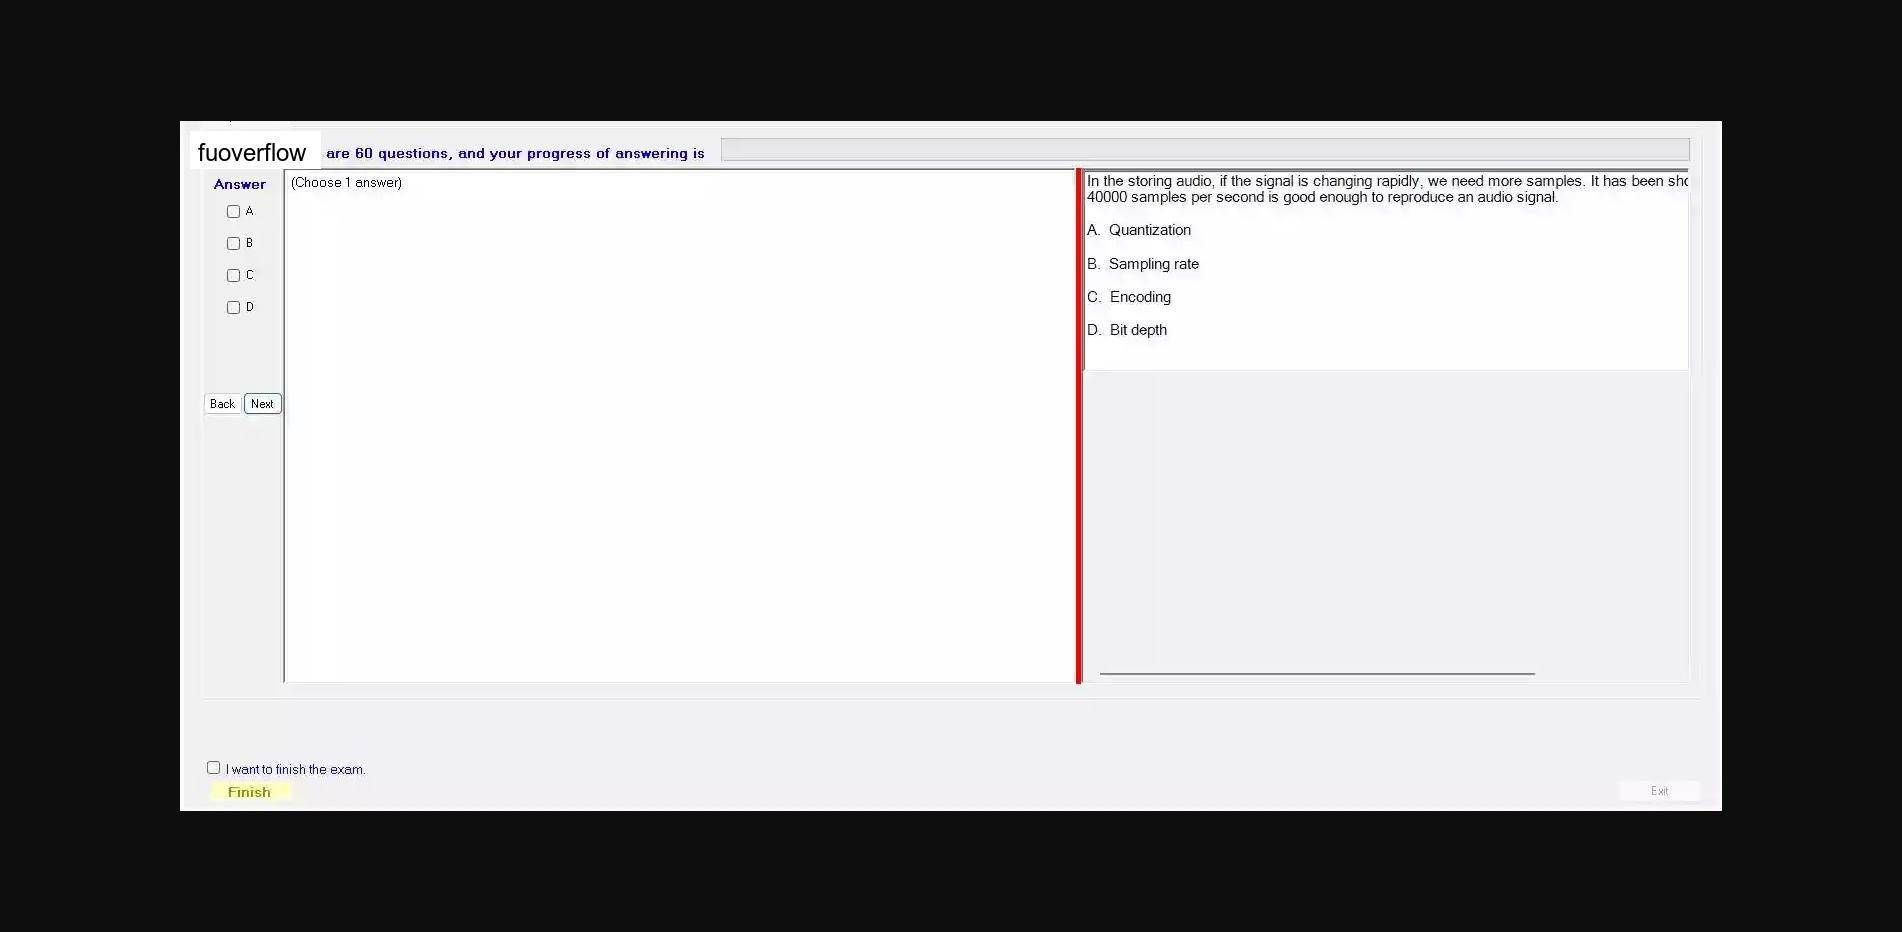 fuoverflow are 60 questions, and your progress of answering is
Answer
A
B
C
D
Back Next
(Choose 1 answer)
In the storing audio, if the signal is changing rapidly, we need more samples. It has been
40000 samples per second is good enough to reproduce an audio signal.
A. Quantization
B. Sampling rate
C. Encoding
D. Bit depth
I want to finish the exam.
Finish
Exit